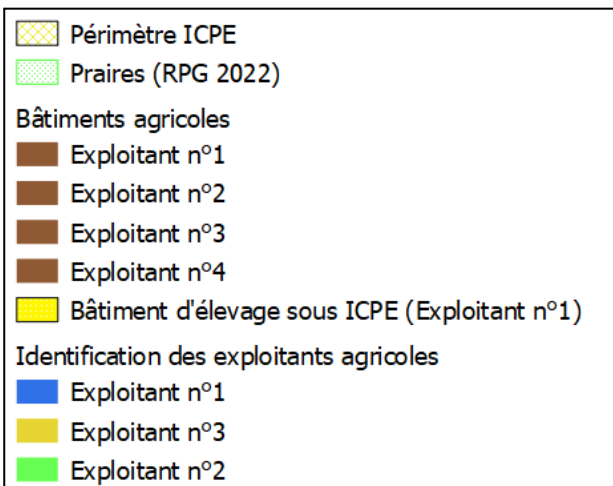 Périmètre ICPE
Praires (RPG 2022)
Bâtiments agricoles
Exploitant n°1
Exploitant n°2
Exploitant n°3
Exploitant n°4
Bâtiment d'élevage sous ICPE (Exploitant n°1)
Identification des exploitants agricoles
Exploitant n°1
Exploitant n°3
Exploitant n°2